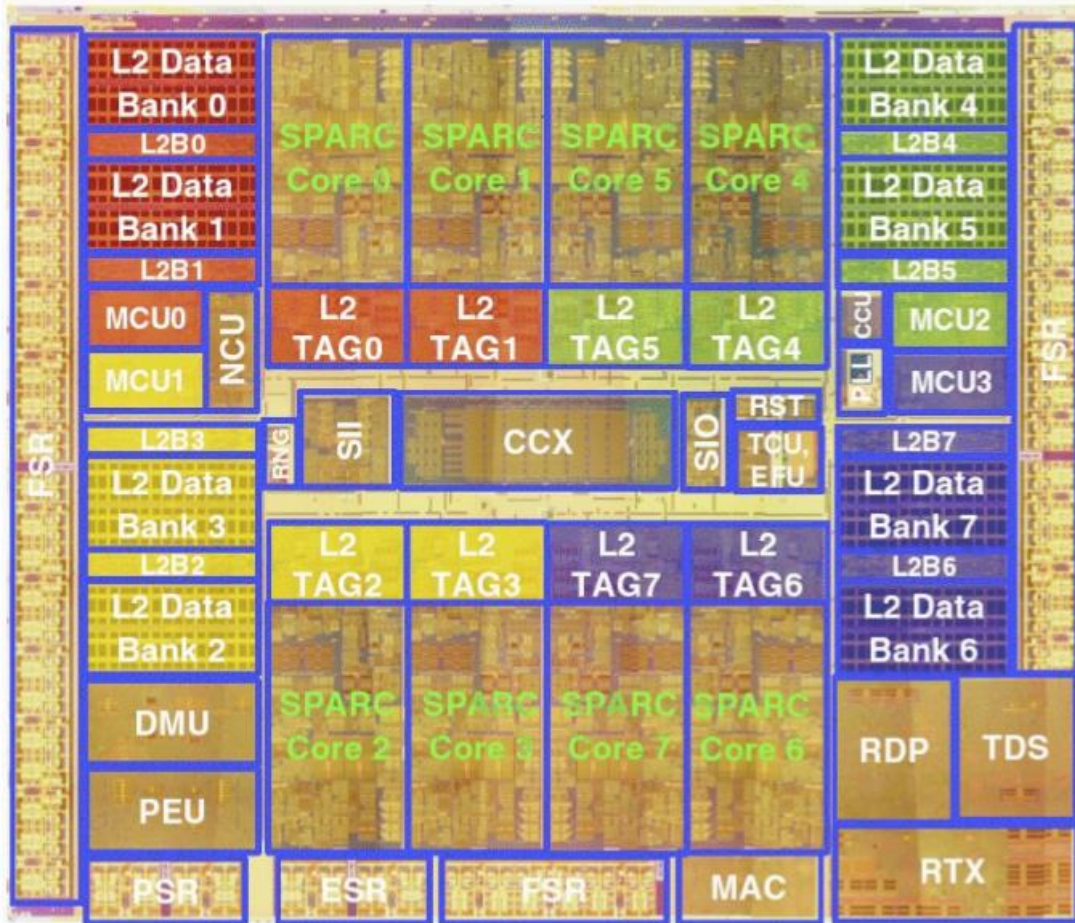 L2 Data
Bank 0
L2B0
L2 Data
Bank 1
L2B1
MCU0
MCU1
NCU
FSR
L2B3
L2 Data
Bank 3
L2B2
L2 Data
Bank 2
DMU
PEU
PSR
SPARC
Core 0
SPARC
Core 1
SPARC
Core 5
SPARC
Core 4
L2
TAG0
L2
TAG1
L2
TAG5
L2
TAG4
RNG
SII
CCX
SIO
RST
TCU,
EFU
L2
TAG2
L2
TAG3
L2
TAG7
L2
TAG6
SPARC
Core 2
SPARC
Core 3
SPARC
Core 7
SPARC
Core 6
ESR
FSR
MAC
L2 Data
Bank 4
L2B4
L2 Data
Bank 5
L2B5
CCU
MCU2
PLL
MCU3
FSR
L2B7
L2 Data
Bank 7
L2B6
L2 Data
Bank 6
RDP
TDS
RTX